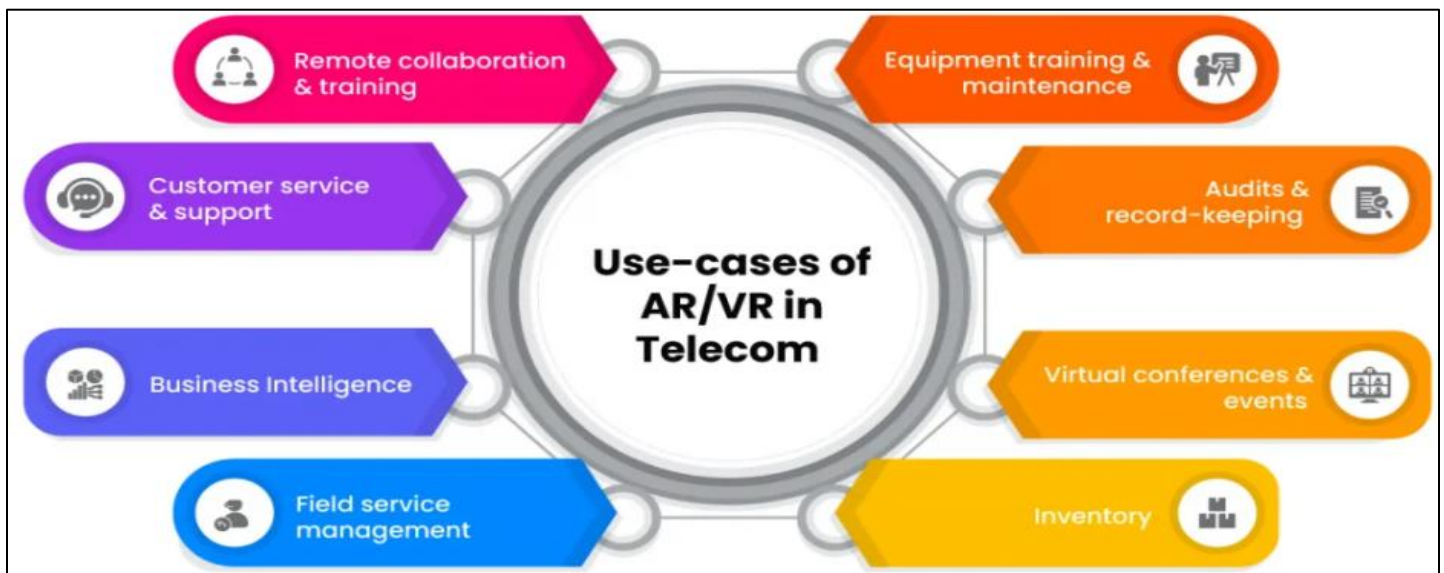 Remote collaboration
& training
Equipment training &
maintenance
Customer service
& support
Audits &
record-keeping
Use-cases of
AR/VR in
Telecom
Business Intelligence
Virtual conferences &
events
Field service
management
Inventory